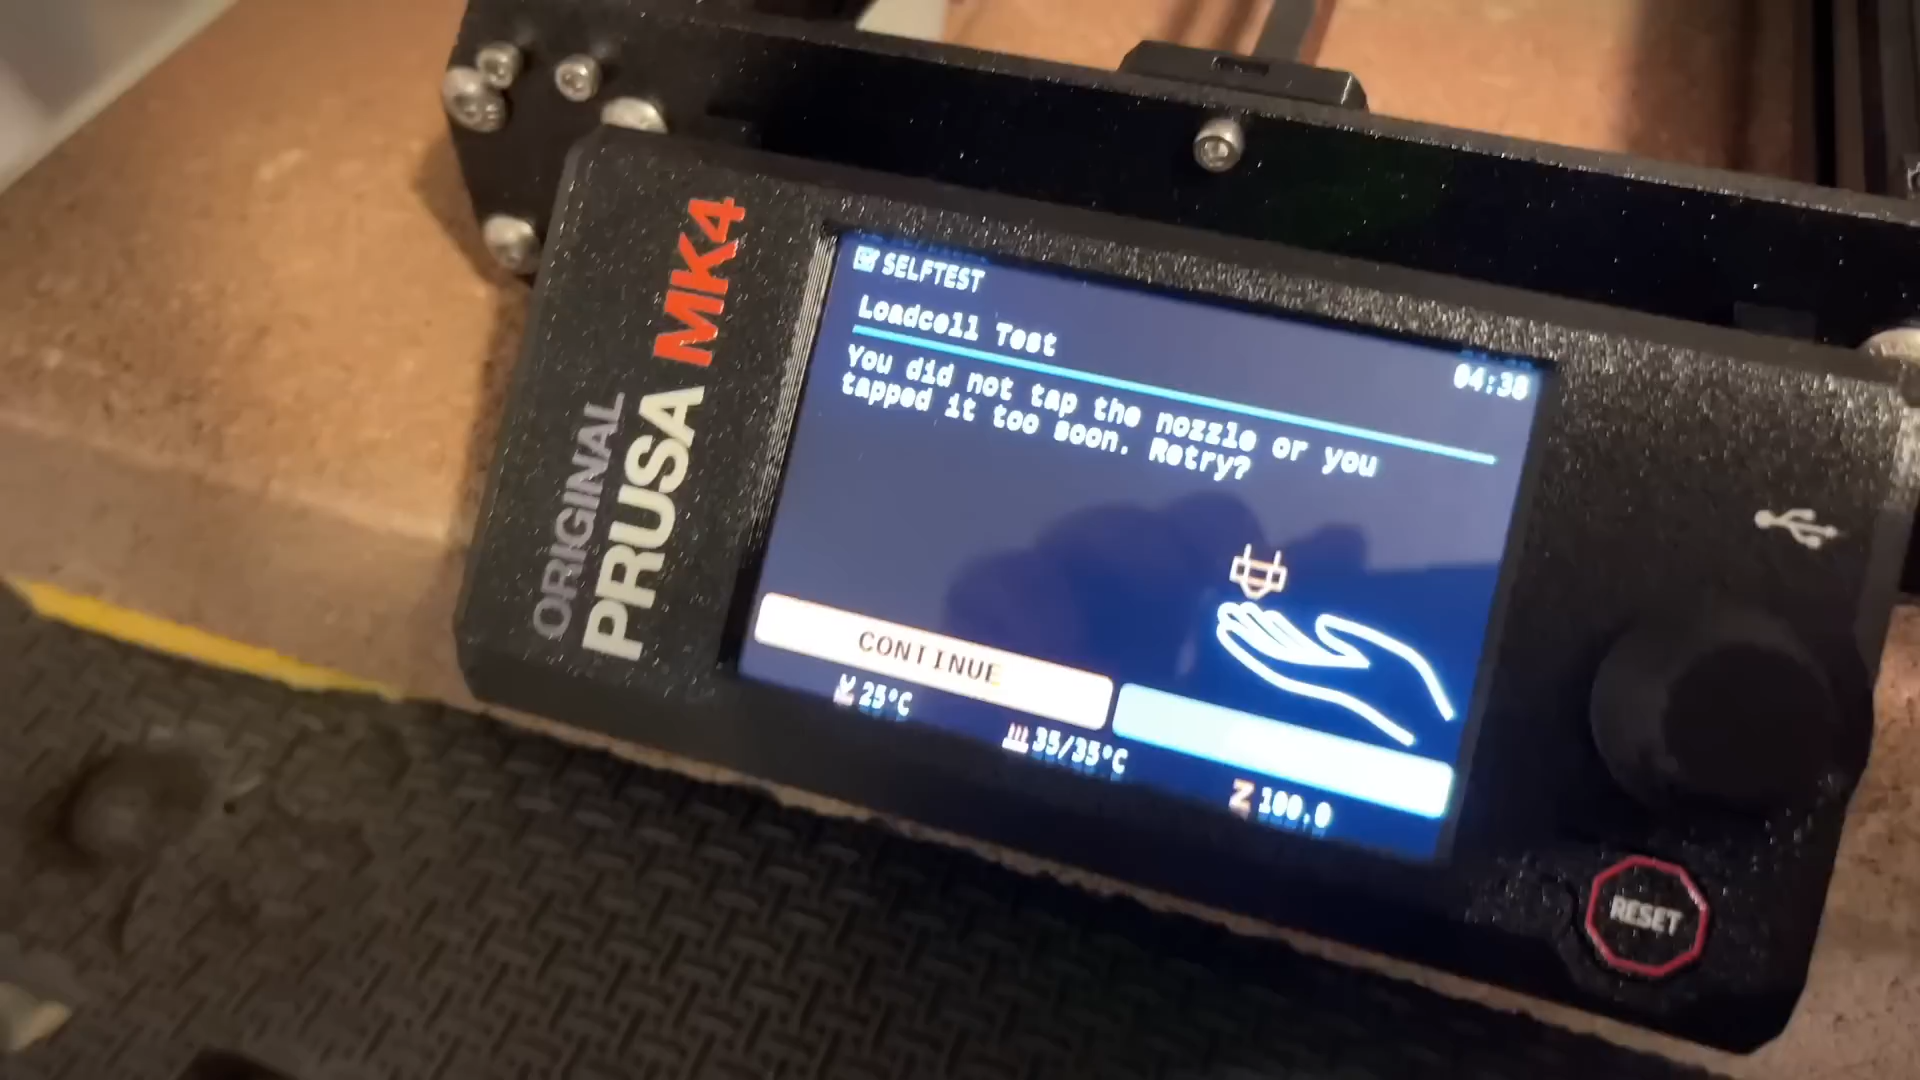 ORIGINAL
PRUSA MK4
SELFTEST
04:38
Loadcell Test
You did not tap the nozzle or you
tapped it too soon. Retry?
CONTINUE
25°C
35/35°C
Z 100.0
RESET